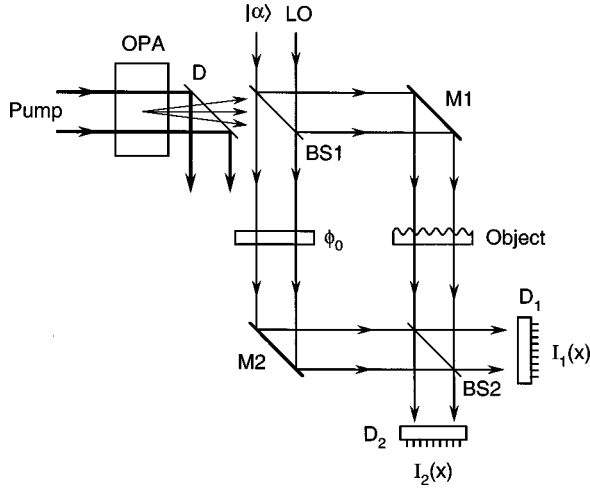 |α⟩ LO
OPA
D
Pump
M1
BS1
ϕ₀
Object
D₁
M2
I₁(x)
BS2
D₂
I₂(x)